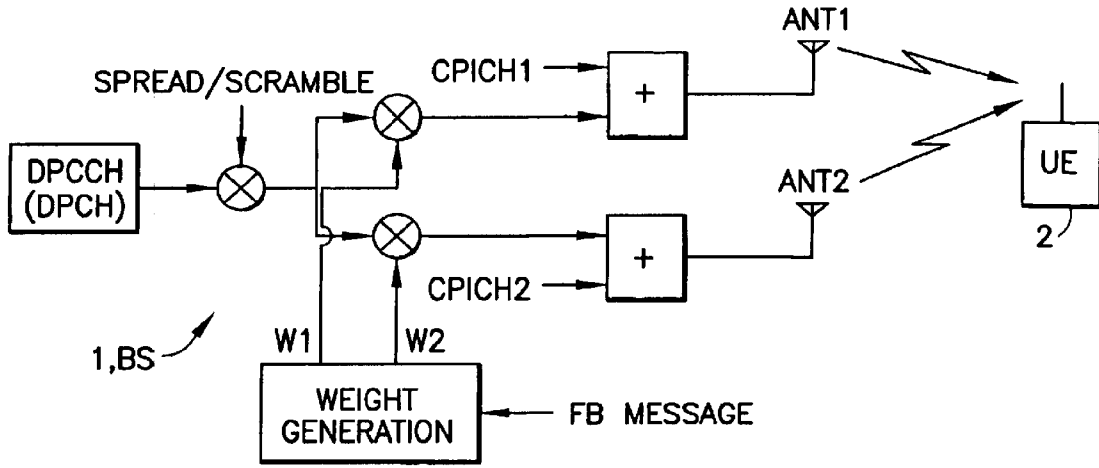 ANT1
CPICH1
SPREAD/SCRAMBLE
+
DPCCH
(DPCH)
UE
ANT2
2
+
CPICH2
W1
W2
1,BS
WEIGHT
GENERATION
FB MESSAGE